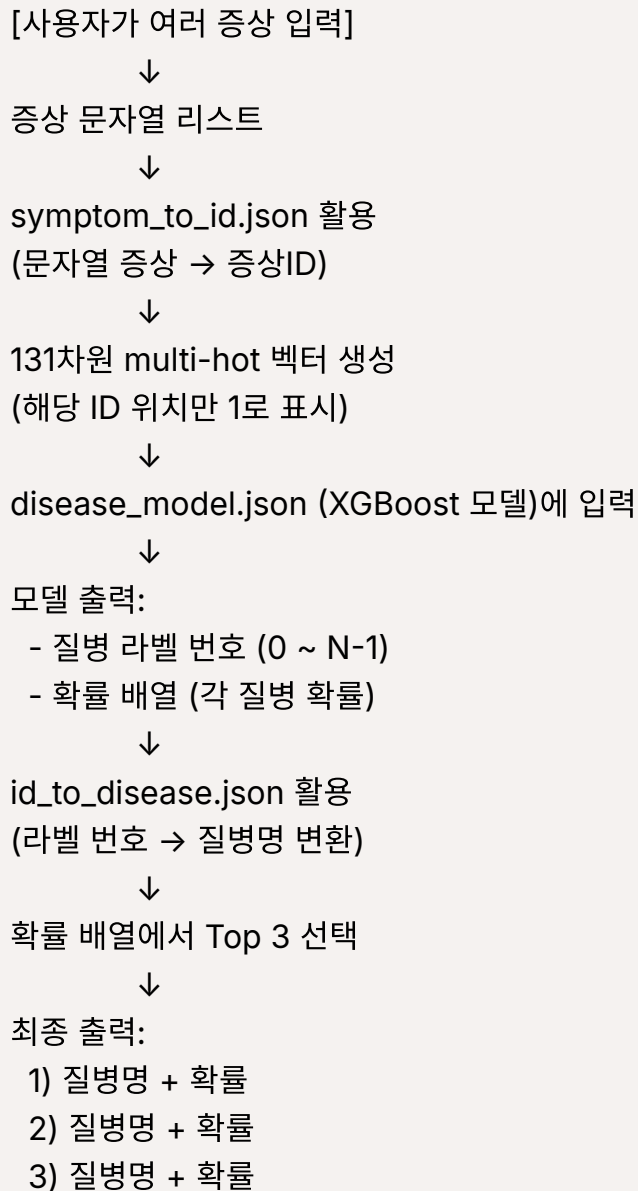 [사용자가 여러 증상 입력]
↓
증상 문자열 리스트
↓
symptom_to_id.json 활용
(문자열 증상 → 증상ID)
↓
131차원 multi-hot 벡터 생성
(해당 ID 위치만 1로 표시)
↓
disease_model.json (XGBoost 모델)에 입력
↓
모델 출력:
- 질병 라벨 번호 (0 ~ N-1)
- 확률 배열 (각 질병 확률)
↓
id_to_disease.json 활용
(라벨 번호 → 질병명 변환)
↓
확률 배열에서 Top 3 선택
↓
최종 출력:
1) 질병명 + 확률
2) 질병명 + 확률
3) 질병명 + 확률